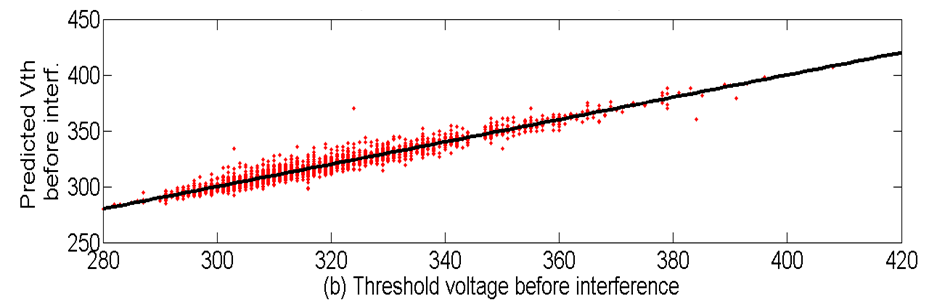 450
400
350
300
250
Predicted Vth
before interf.
280 300 320 340 360 380 400 420
(b) Threshold voltage before interference